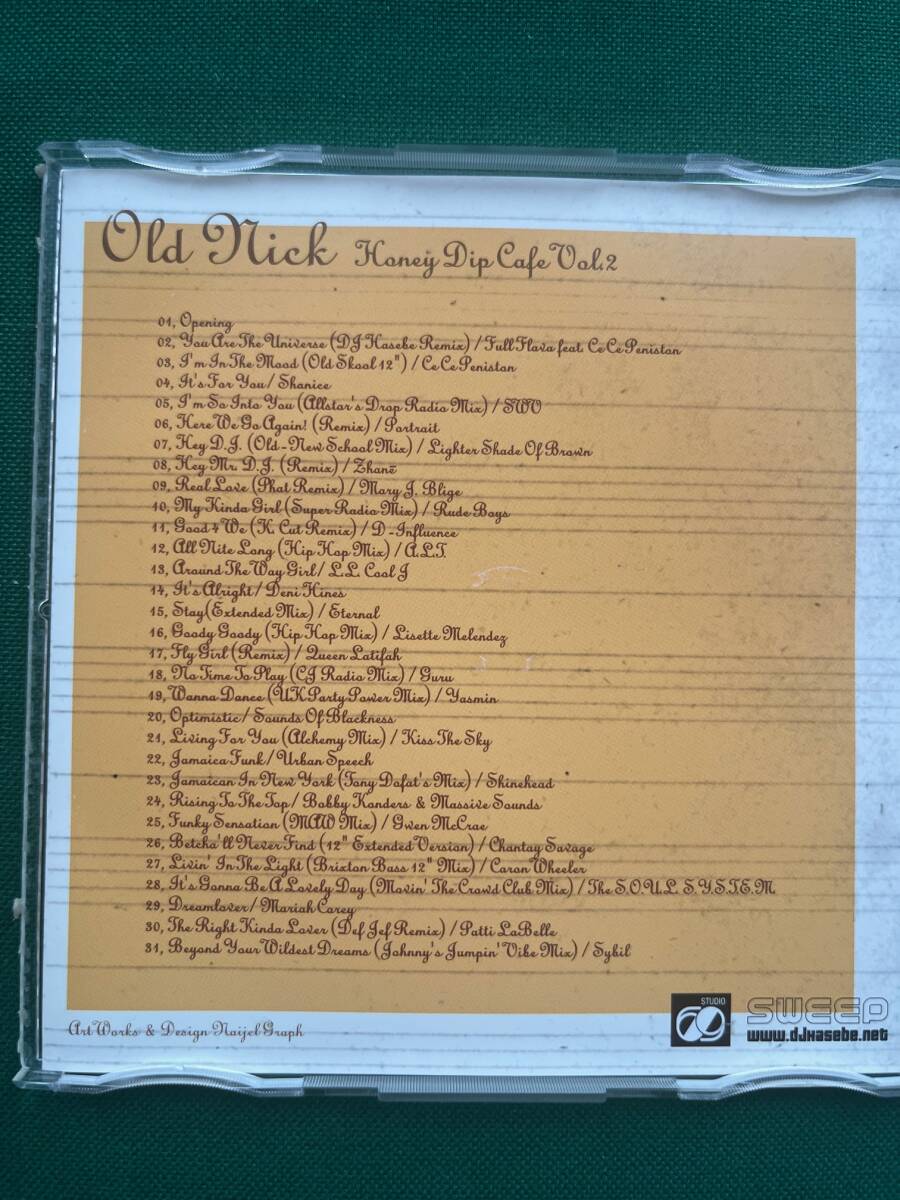 Old Nick Honey Dip Cafe Vol.2
01, Opening
02, You Are The Universe (DJ Hasebe Remix) / Full Flava feat. Ce Ce Peniston
03, I'm In The Mood (Old Skool 12") / Ce Ce Peniston
04, It's For You / Shanice
05, I'm So Into You (Allstar's Drop Radio Mix) / SWV
06, Here We Go Again! (Remix) / Portrait
07, Hey D.J. (Old-New School Mix) / Lighter Shade Of Brown
08, Hey Mr. D.J. (Remix) / Zhané
09, Real Love (Phat Remix) / Mary J. Blige
10, My Kinda Girl (Super Radio Mix) / Rude Boys
11, Good 4 We (K. Cut Remix) / D-Influence
12, All Nite Long (Hip Hop Mix) / A.L.T.
13, Around The Way Girl / L.L. Cool J
14, It's Alright / Deni Hines
15, Stay(Extended Mix) / Eternal
16, Goody Goody (Hip Hop Mix) / Lisette Melendez
17, Fly Girl (Remix) / Queen Latifah
18, No Time To Play (CJ Radio Mix) / Guru
19, Wanna Dance (UK Party Power Mix) / Yasmin
20, Optimistic / Sounds Of Blackness
21, Living For You (Alchemy Mix) / Kiss The Sky
22, Jamaica Funk / Urban Speech
23, Jamaican In New York (Tony Dofat's Mix) / Shinehead
24, Rising To The Top / Bobby Konders & Massive Sounds
25, Funky Sensation (MAW Mix) / Gwen McCrae
26, Betcha'll Never Find (12" Extended Version) / Chantay Savage
27, Livin' In The Light (Brixton Bass 12" Mix) / Caron Wheeler
28, It's Gonna Be A Lovely Day (Movin' The Crowd Club Mix) / The S.O.U.L. S.Y.S.T.E.M
29, Dreamlover / Mariah Carey
30, The Right Kinda Lover (Def Jef Remix) / Patti LaBelle
31, Beyond Your Wildest Dreams (Johnny's Jumpin' Vibe Mix) / Sybil
Art Works & Design Naijel Graph
STUDIO
SWEEP
www.djhasebe.net